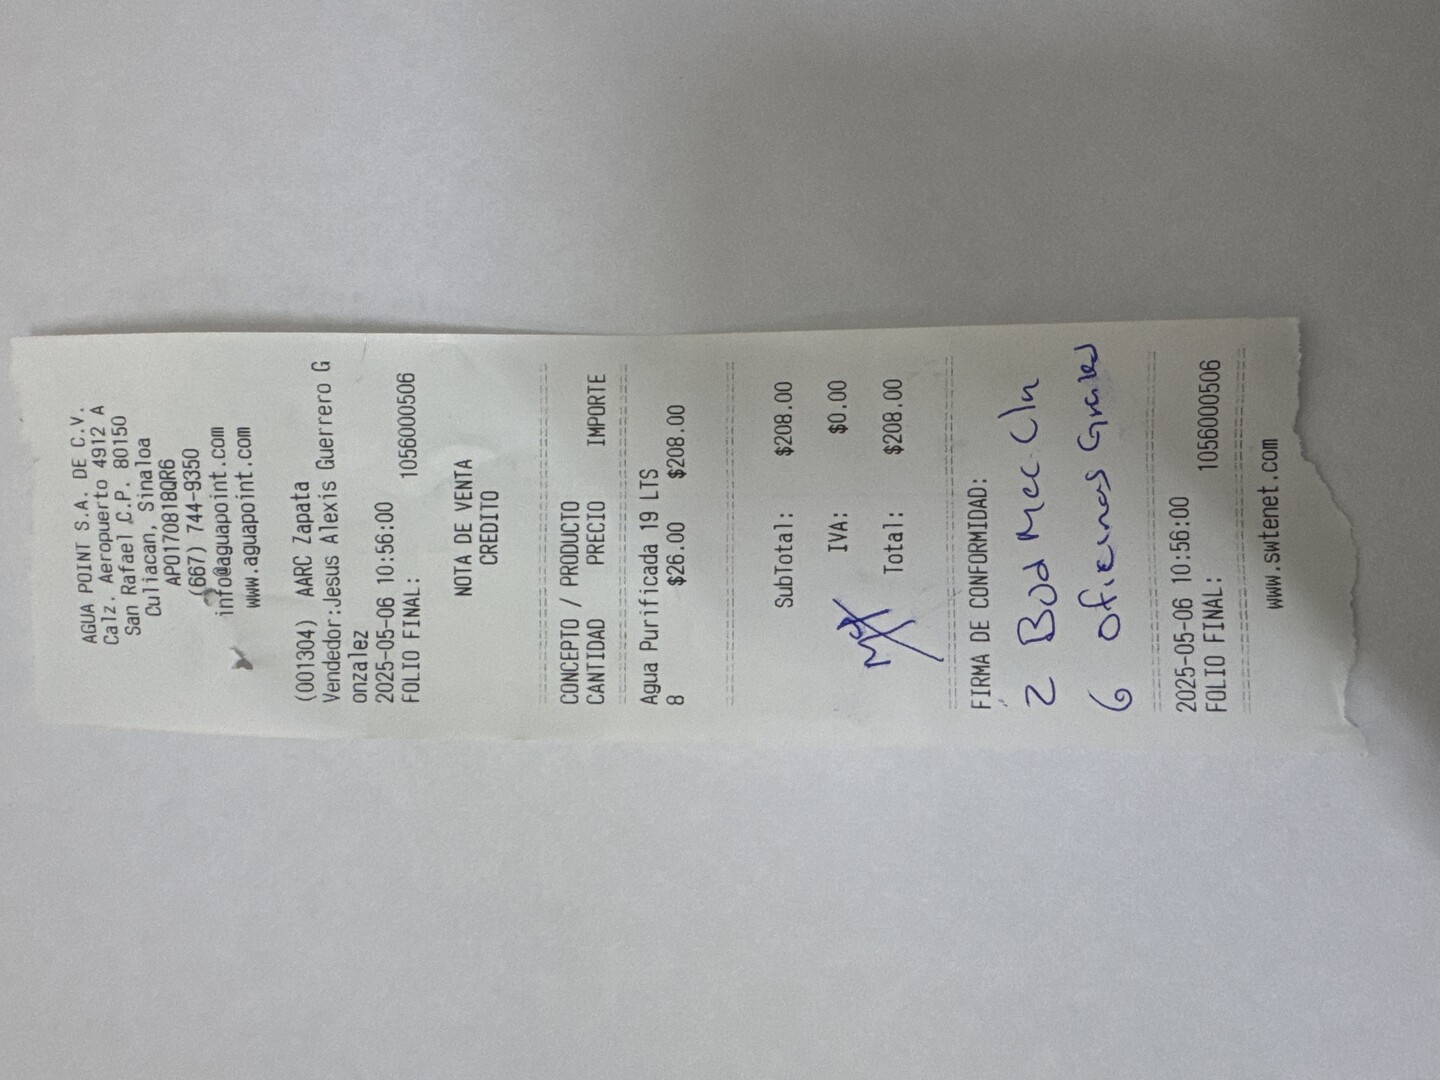 AGUA POINT S.A. DE C.V.
Calz. Aeropuerto 4912 A
San Rafael C.P. 80150
Culiacan, Sinaloa
APO170818QR6
(667) 744-9350
info@aguapoint.com
www.aguapoint.com
(001304) AARC Zapata
Vendedor:Jesus Alexis Guerrero G
onzalez
2025-05-06 10:56:00
FOLIO FINAL: 1056000506
NOTA DE VENTA
CREDITO
CONCEPTO / PRODUCTO
CANTIDAD PRECIO IMPORTE
Agua Purificada 19 LTS
8 $26.00 $208.00
SubTotal: $208.00
IVA: $0.00
Total: $208.00
FIRMA DE CONFORMIDAD:
2 Bod Mcc. Cln
6 oficinas Grales
2025-05-06 10:56:00
FOLIO FINAL: 1056000506
www.swtenet.com